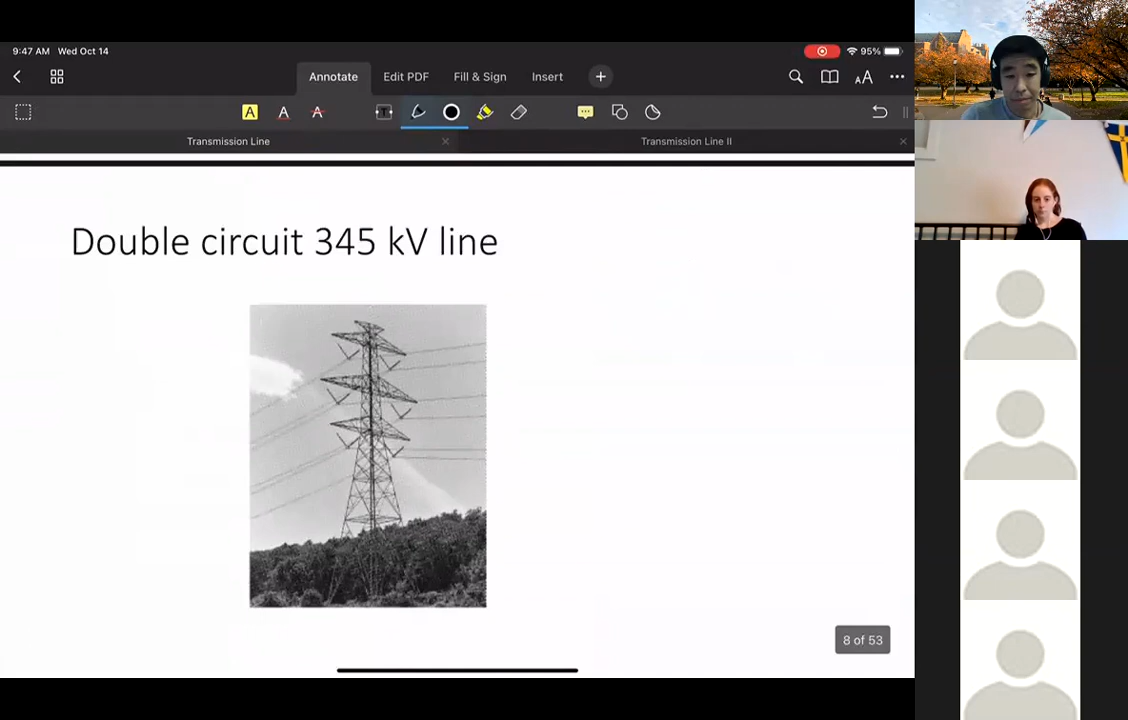 9:47 AM Wed Oct 14
95%
Annotate Edit PDF Fill & Sign Insert
Transmission Line
Transmission Line II
Double circuit 345 kV line
8 of 53